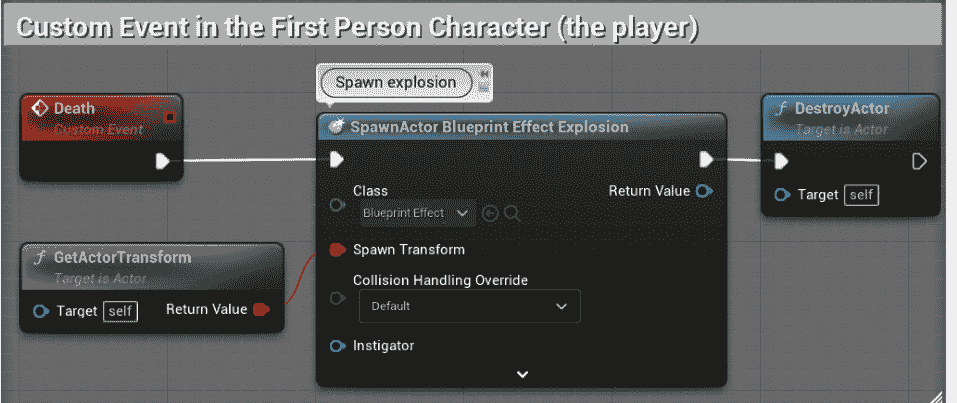 Custom Event in the First Person Character (the player)
Spawn explosion
Death
Custom Event
SpawnActor Blueprint Effect Explosion
Class
Blueprint Effect
Return Value
Spawn Transform
Collision Handling Override
Default
Instigator
DestroyActor
Target is Actor
Target self
GetActorTransform
Target is Actor
Target self Return Value